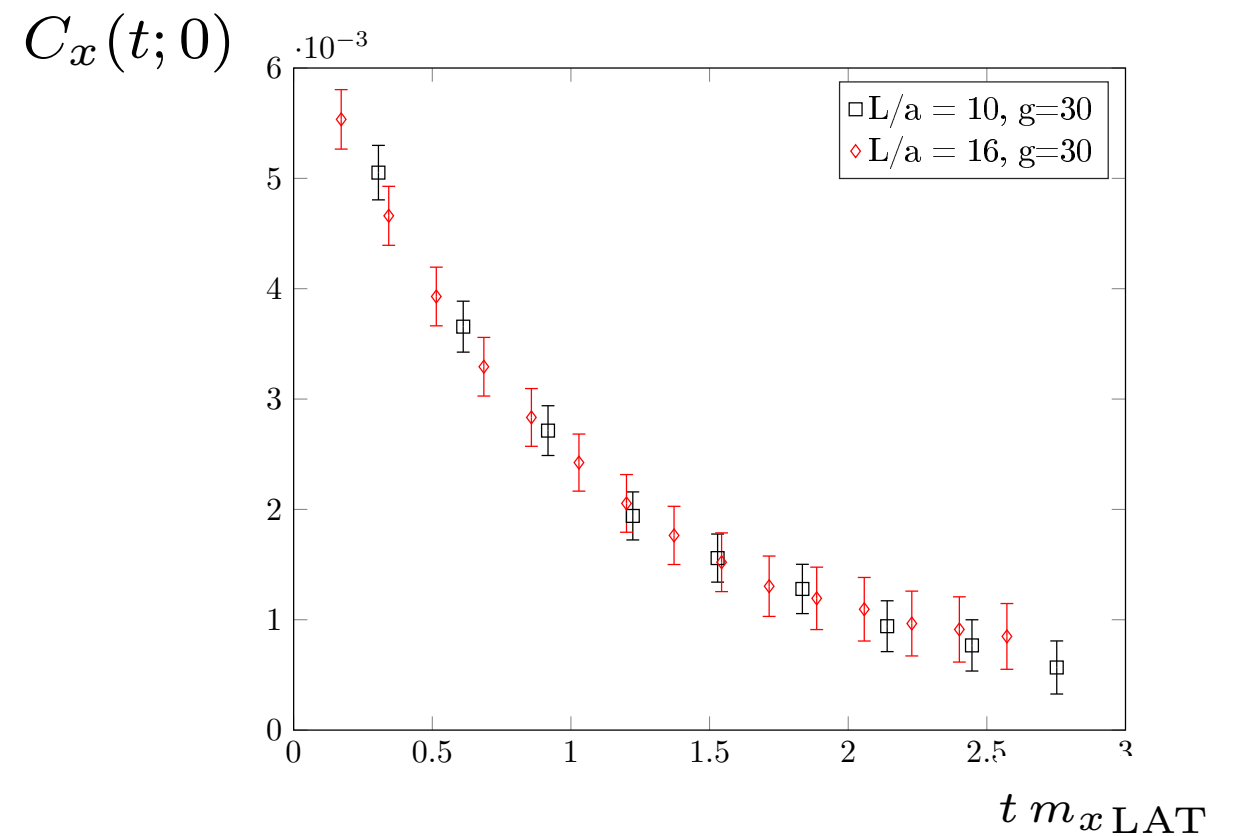 C_x(t; 0)
·10⁻³
6
5
4
3
2
1
0
L/a = 10, g=30
L/a = 16, g=30
0 0.5 1 1.5 2 2.5 3
t m_x LAT